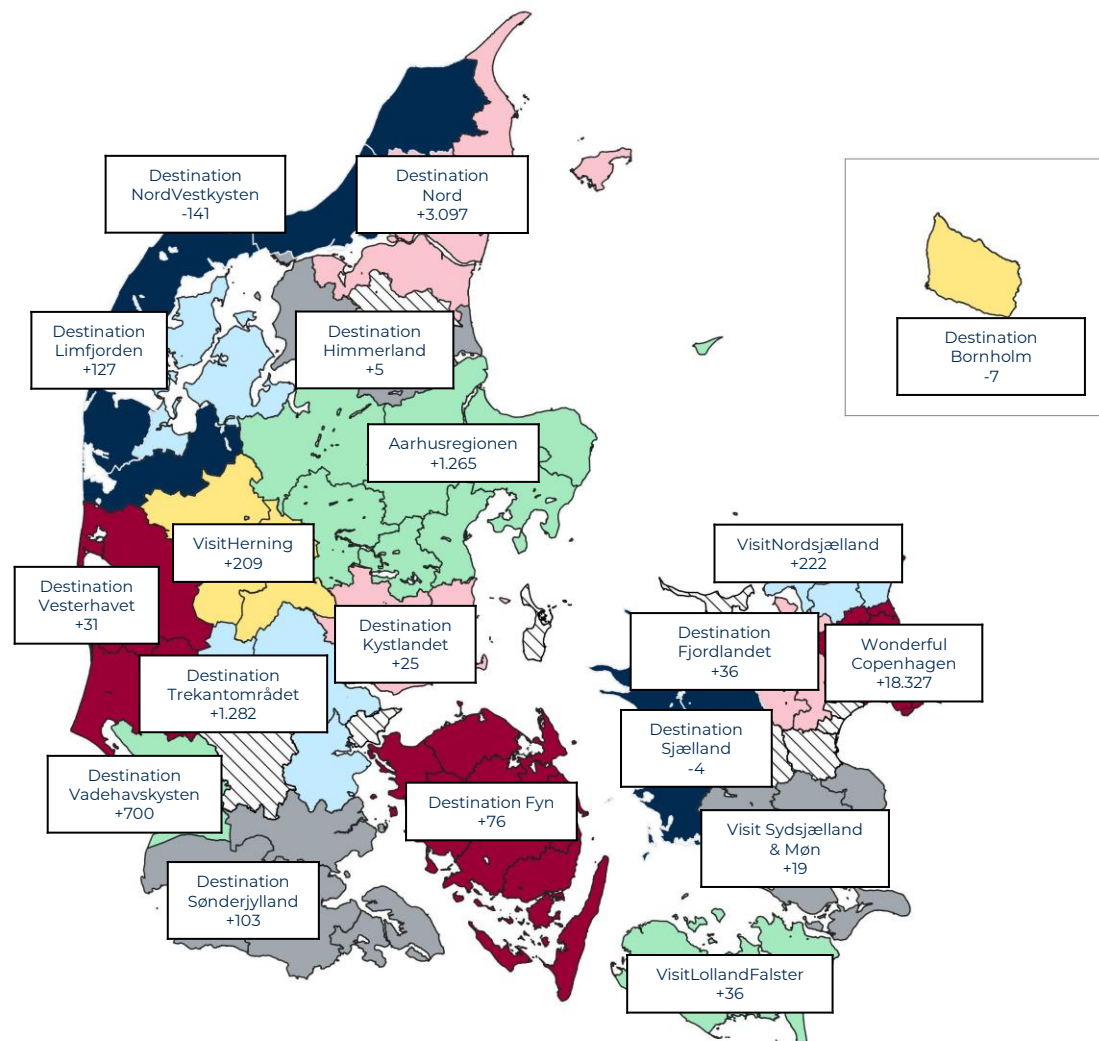 Destination
NordVestkysten
-141
Destination
Nord
+3.097
Destination
Limfjorden
+127
Destination
Himmerland
+5
Destination
Bornholm
-7
Aarhusregionen
+1.265
VisitHerning
+209
VisitNordsjælland
+222
Destination
Vesterhavet
+31
Destination
Kystlandet
+25
Destination
Fjordlandet
+36
Wonderful
Copenhagen
+18.327
Destination
Trekantområdet
+1.282
Destination
Sjælland
-4
Destination
Vadehavskysten
+700
Destination Fyn
+76
Visit Sydsjælland
& Møn
+19
Destination
Sønderjylland
+103
VisitLollandFalster
+36